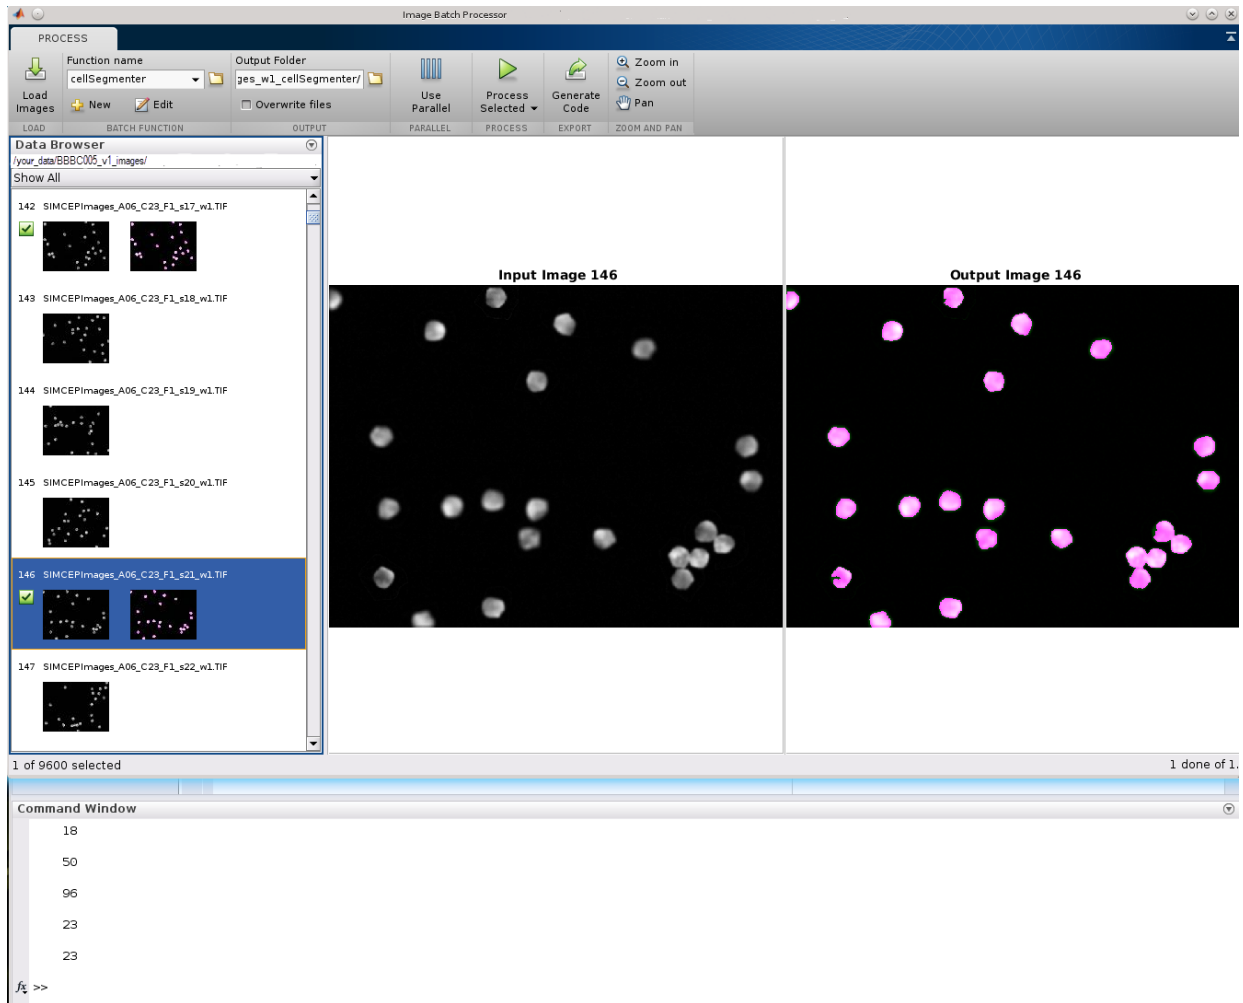 Image Batch Processor
PROCESS
Function name
cellSegmenter
New
Edit
Output Folder
ges_w1_cellSegmenter/
Overwrite files
Load
Images
Use
Parallel
Process
Selected
Generate
Code
Zoom in
Zoom out
Pan
LOAD
BATCH FUNCTION
OUTPUT
PARALLEL
PROCESS
EXPORT
ZOOM AND PAN
Data Browser
/your_data/BBBC005_v1_images/
Show All
142 SIMCEPImages_A06_C23_F1_s17_w1.TIF
143 SIMCEPImages_A06_C23_F1_s18_w1.TIF
144 SIMCEPImages_A06_C23_F1_s19_w1.TIF
145 SIMCEPImages_A06_C23_F1_s20_w1.TIF
146 SIMCEPImages_A06_C23_F1_s21_w1.TIF
147 SIMCEPImages_A06_C23_F1_s22_w1.TIF
Input Image 146
Output Image 146
1 of 9600 selected
1 done of 1.
Command Window
18
50
96
23
23
fx >>